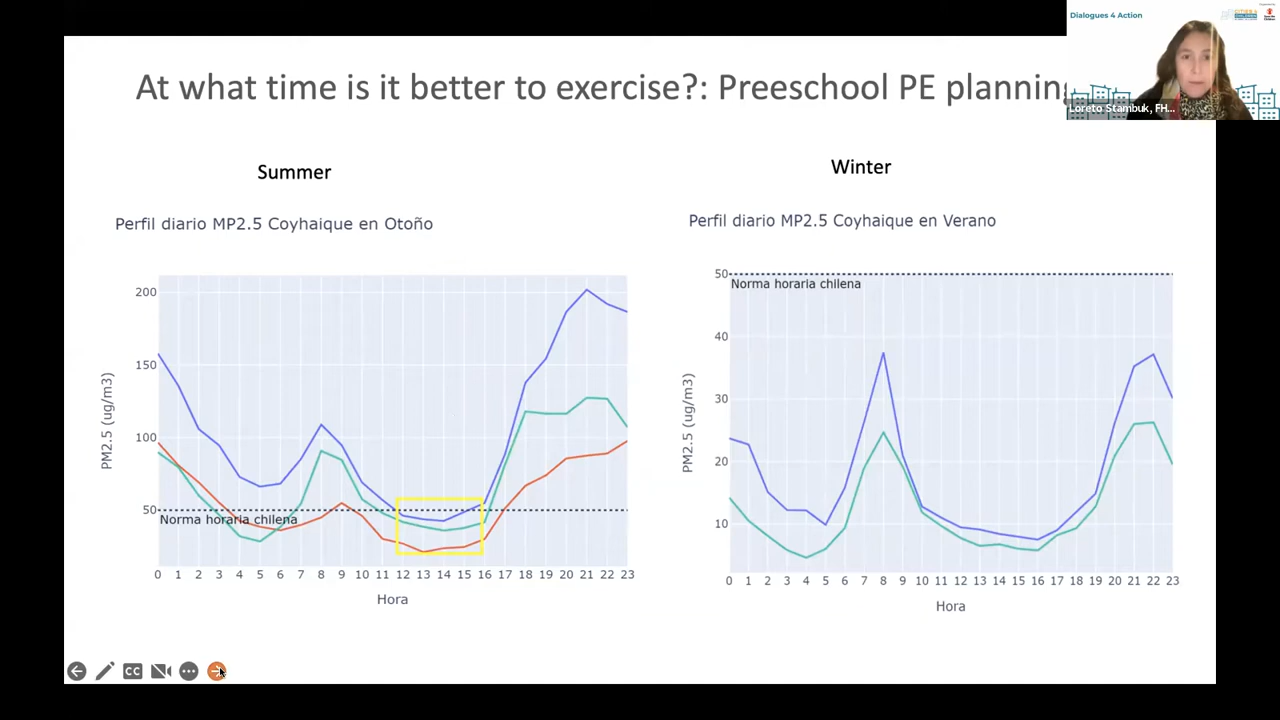 Dialogues 4 Action
At what time is it better to exercise?: Preeschool PE planning
Loreto Stambuk, FH...
Summer
Perfil diario MP2.5 Coyhaique en Otoño
200
150
100
50
PM2.5 (ug/m3)
Norma horaria chilena
0 1 2 3 4 5 6 7 8 9 10 11 12 13 14 15 16 17 18 19 20 21 22 23
Hora
Winter
Perfil diario MP2.5 Coyhaique en Verano
50
40
30
20
10
PM2.5 (ug/m3)
Norma horaria chilena
0 1 2 3 4 5 6 7 8 9 10 11 12 13 14 15 16 17 18 19 20 21 22 23
Hora
CC